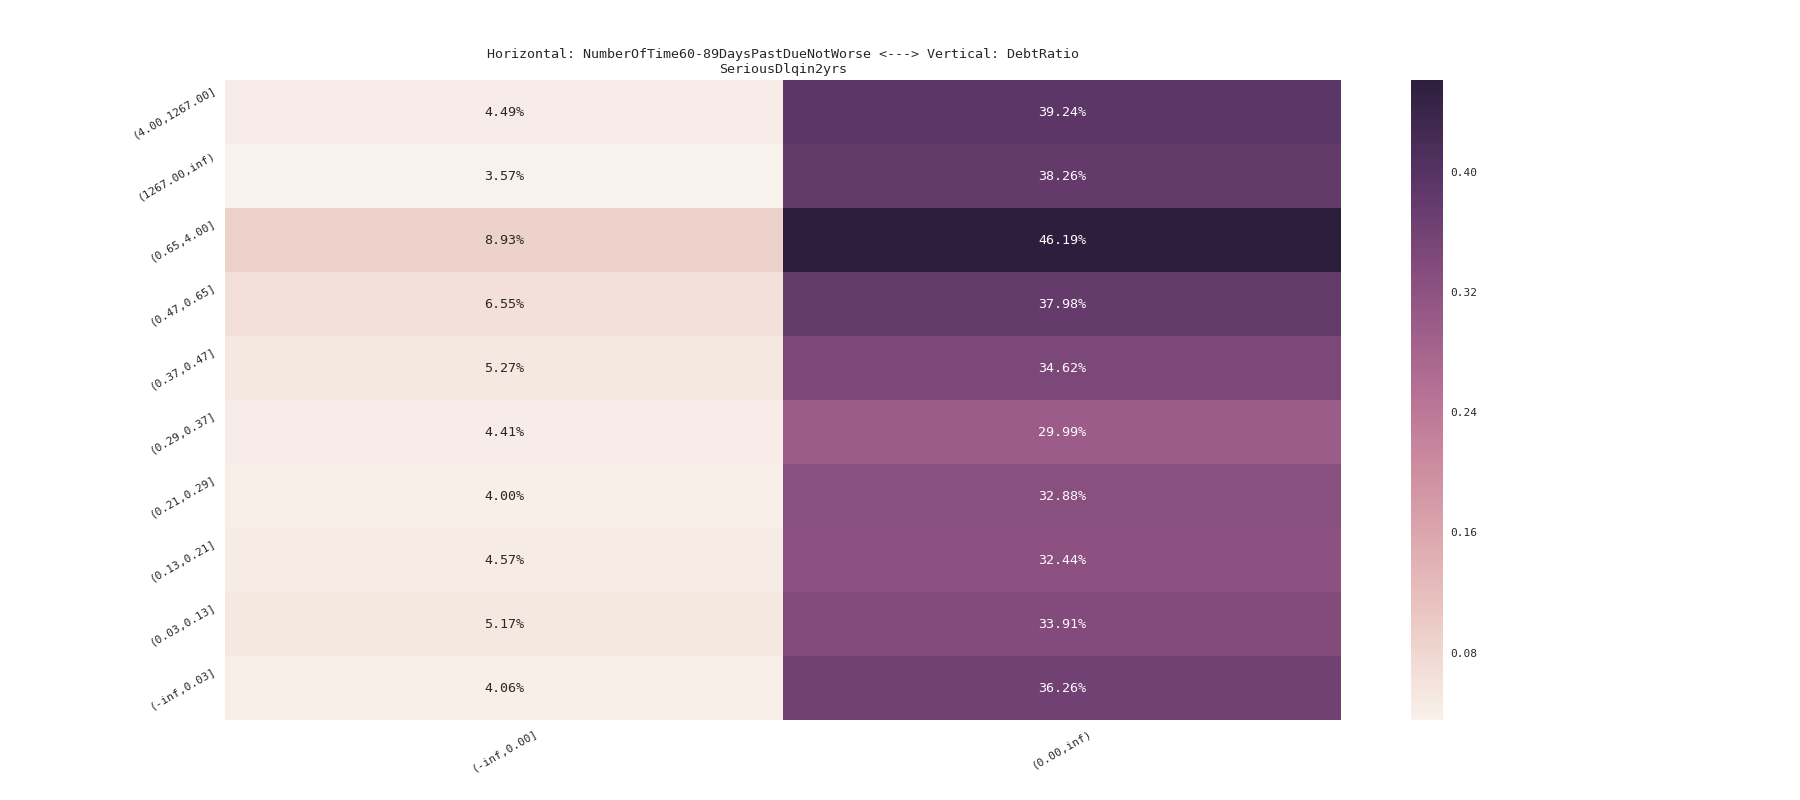 Horizontal: NumberOfTime60-89DaysPastDueNotWorse <---> Vertical: DebtRatio
SeriousDlqin2yrs
(4.00,1267.00] 4.49% 39.24%
(1267.00,inf) 3.57% 38.26%
0.40
(0.65,4.00] 8.93% 46.19%
(0.47,0.65] 6.55% 37.98%
0.32
(0.37,0.47] 5.27% 34.62%
(0.29,0.37] 4.41% 29.99%
0.24
(0.21,0.29] 4.00% 32.88%
(0.13,0.21] 4.57% 32.44%
0.16
(0.03,0.13] 5.17% 33.91%
0.08
(-inf,0.03] 4.06% 36.26%
(-inf,0.00] (0.00,inf)